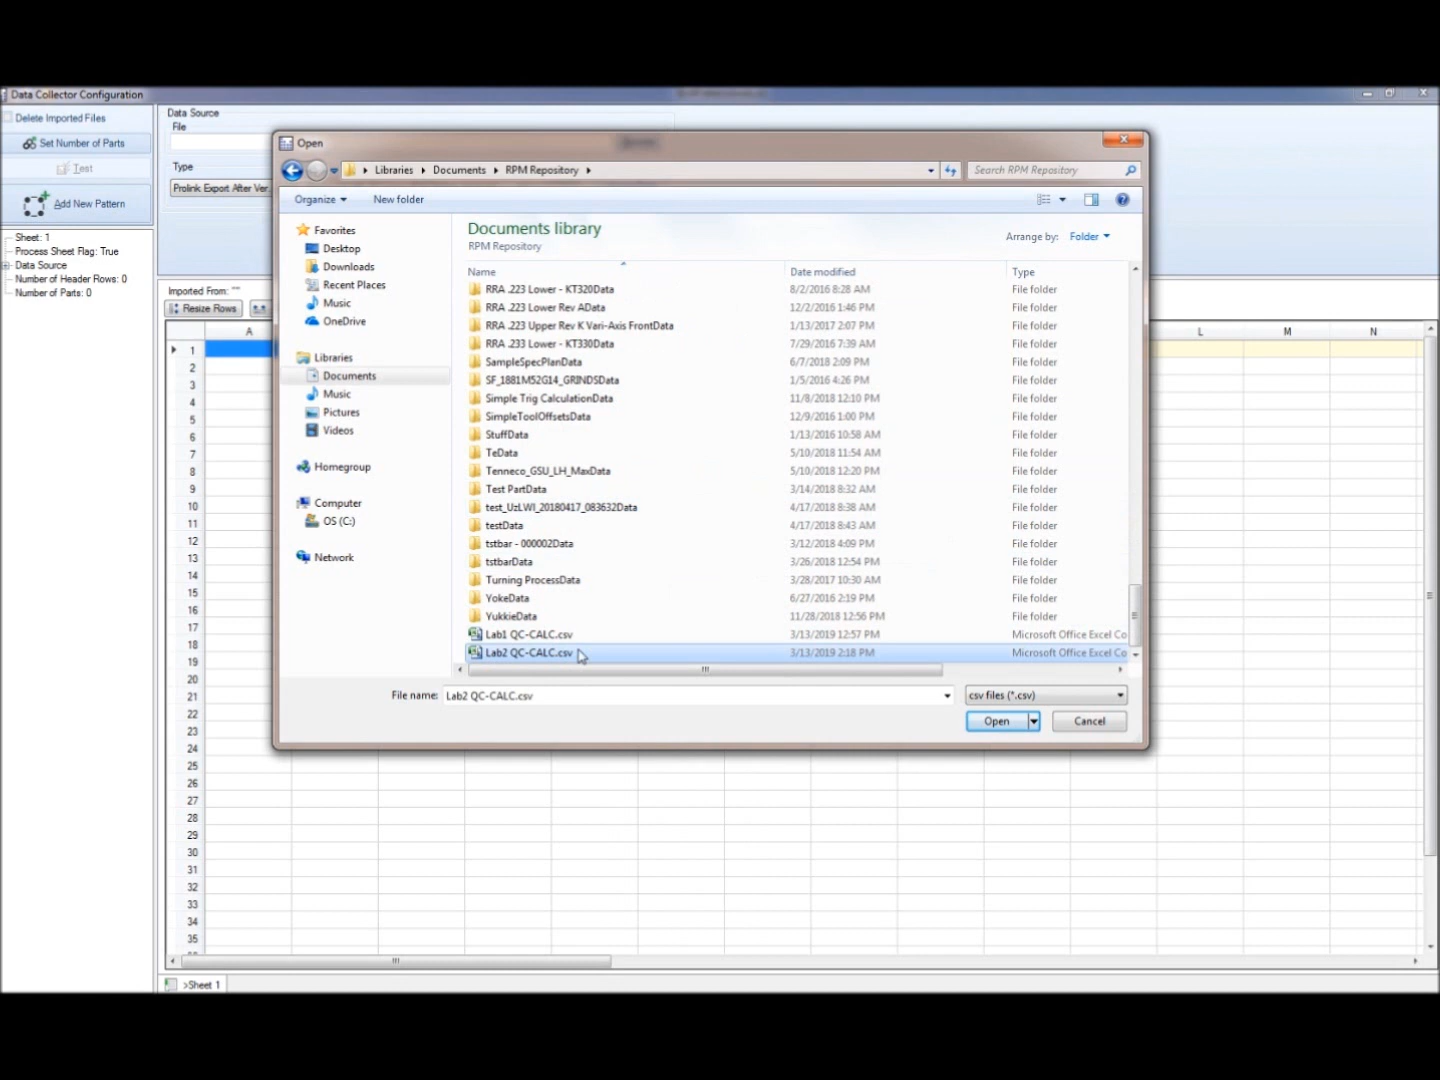 Data Collector Configuration
Delete Imported Files
Set Number of Parts
Test
Add New Pattern
Sheet: 1
Process Sheet Flag: True
Data Source
Number of Header Rows: 0
Number of Parts: 0
Data Source
File
Type
Prolink Export After Ver
Imported From: ""
Resize Rows
Open
Libraries
Documents
RPM Repository
Search RPM Repository
Organize
New folder
Favorites
Desktop
Downloads
Recent Places
Music
OneDrive
Libraries
Documents
Music
Pictures
Videos
Homegroup
Computer
OS (C:)
Network
Documents library
RPM Repository
Arrange by: Folder
Name Date modified Type
RRA .223 Lower - KT320Data 8/2/2016 8:28 AM File folder
RRA .223 Lower Rev AData 12/2/2016 1:46 PM File folder
RRA .223 Upper Rev K Vari-Axis FrontData 1/13/2017 2:07 PM File folder
RRA .233 Lower - KT330Data 7/29/2016 7:39 AM File folder
SampleSpecPlanData 6/7/2018 2:09 PM File folder
SF_1881M52G14_GRINDSData 1/5/2016 4:26 PM File folder
Simple Trig CalculationData 11/8/2018 12:10 PM File folder
SimpleToolOffsetsData 12/9/2016 1:00 PM File folder
StuffData 1/13/2016 10:58 AM File folder
TeData 5/10/2018 11:54 AM File folder
Tenneco_GSU_LH_MaxData 5/10/2018 12:20 PM File folder
Test PartData 3/14/2018 8:32 AM File folder
test_UzLWI_20180417_083632Data 4/17/2018 8:38 AM File folder
testData 4/17/2018 8:43 AM File folder
tstbar - 000002Data 3/12/2018 4:09 PM File folder
tstbarData 3/26/2018 12:54 PM File folder
Turning ProcessData 3/28/2017 10:30 AM File folder
YokeData 6/27/2016 2:19 PM File folder
YukkieData 11/28/2018 12:56 PM File folder
Lab1 QC-CALC.csv 3/13/2019 12:57 PM Microsoft Office Excel Co
Lab2 QC-CALC.csv 3/13/2019 2:18 PM Microsoft Office Excel Co
File name: Lab2 QC-CALC.csv
csv files (*.csv)
Open
Cancel
A L M N
1
2
3
4
5
6
7
8
9
10
11
12
13
14
15
16
17
18
19
20
21
22
23
24
25
26
27
28
29
30
31
32
33
34
35
>Sheet 1